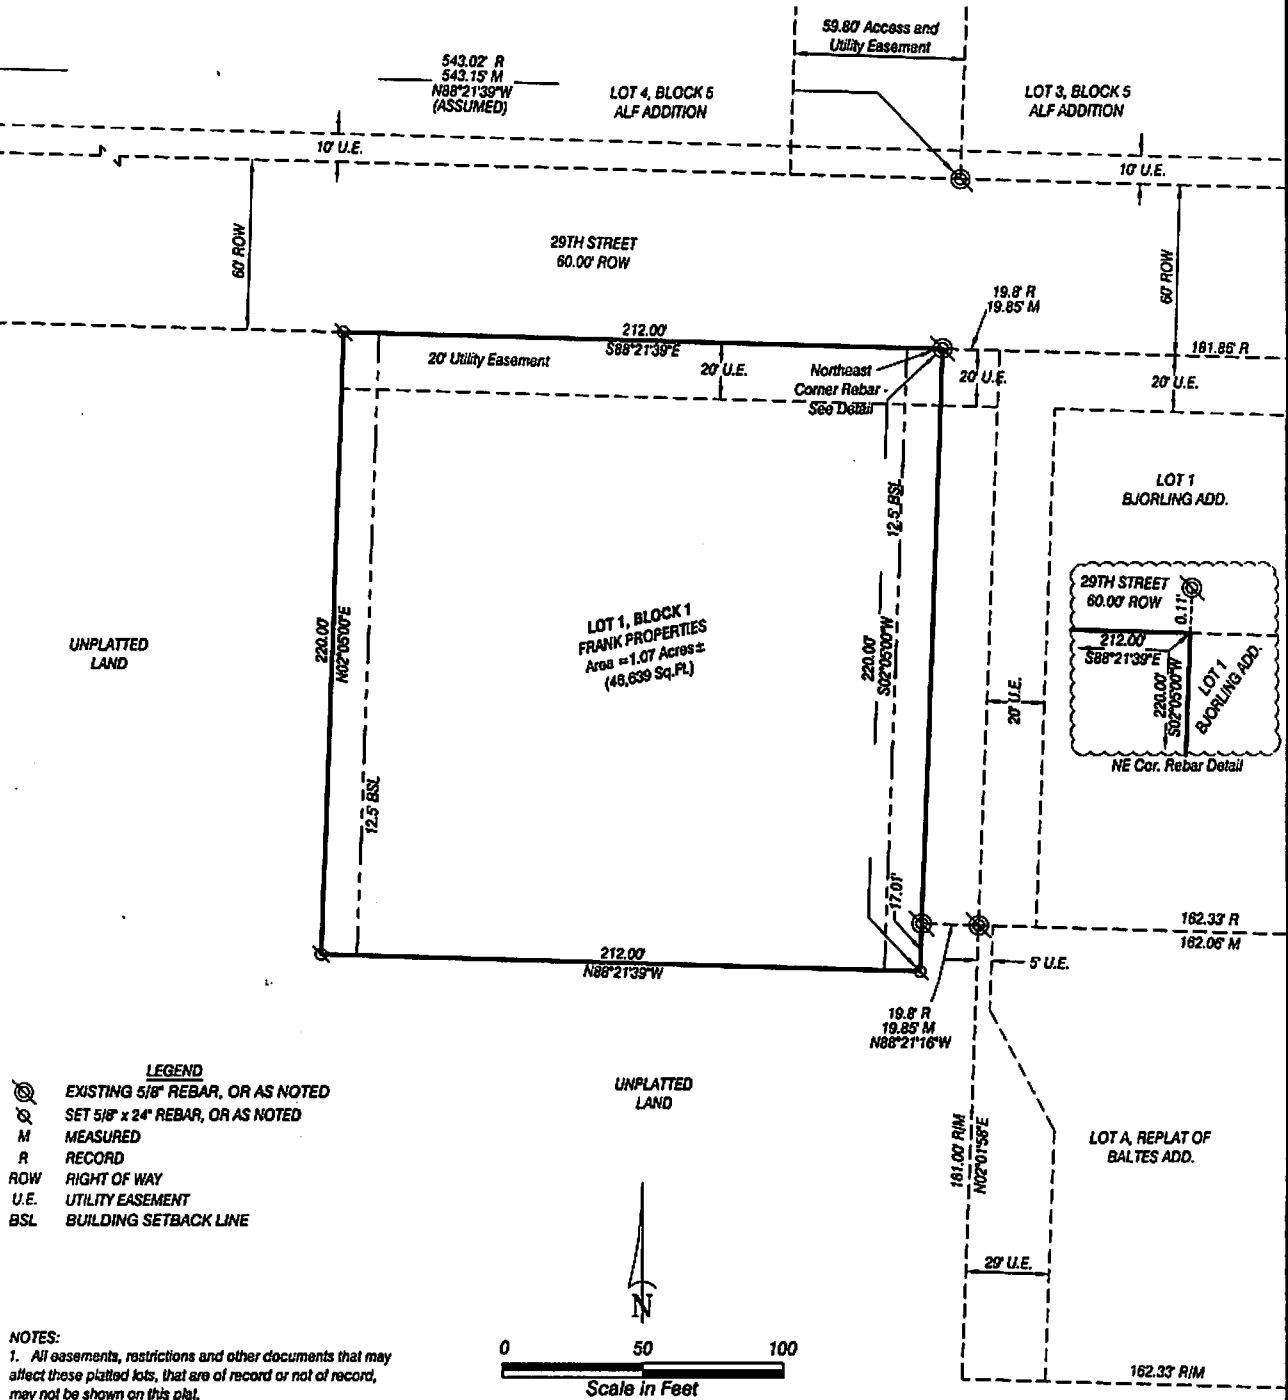 59.80' Access and
Utility Easement
543.02' R
543.15' M
N88°21'39"W
(ASSUMED)
LOT 4, BLOCK 5
ALF ADDITION
LOT 3, BLOCK 5
ALF ADDITION
10' U.E.
10' U.E.
60' ROW
29TH STREET
60.00' ROW
60' ROW
19.8' R
19.85' M
212.00'
S88°21'39"E
181.86' R
20' Utility Easement
20' U.E.
Northeast
Corner Rebar -
See Detail
20' U.E.
20' U.E.
LOT 1
BJORLING ADD.
12.5' BSL
29TH STREET
60.00' ROW
0.11'
212.00'
S88°21'39"E
220.00'
S02°05'00"W
LOT 1
BJORLING ADD.
NE Cor. Rebar Detail
UNPLATTED
LAND
220.00'
N02°05'00"E
LOT 1, BLOCK 1
FRANK PROPERTIES
Area = 1.07 Acres±
(46,639 Sq.Ft.)
220.00'
S02°05'00"W
20' U.E.
12.5' BSL
17.01'
162.33' R
162.06' M
212.00'
N88°21'39"W
5' U.E.
19.8' R
19.85' M
N88°21'16"W
LEGEND
EXISTING 5/8" REBAR, OR AS NOTED
SET 5/8" x 24" REBAR, OR AS NOTED
M MEASURED
R RECORD
ROW RIGHT OF WAY
U.E. UTILITY EASEMENT
BSL BUILDING SETBACK LINE
UNPLATTED
LAND
161.00' R/M
N02°01'58"E
LOT A, REPLAT OF
BALTES ADD.
29' U.E.
N
NOTES:
1. All easements, restrictions and other documents that may
affect these platted lots, that are of record or not of record,
may not be shown on this plat.
0 50 100
Scale in Feet
162.33' R/M